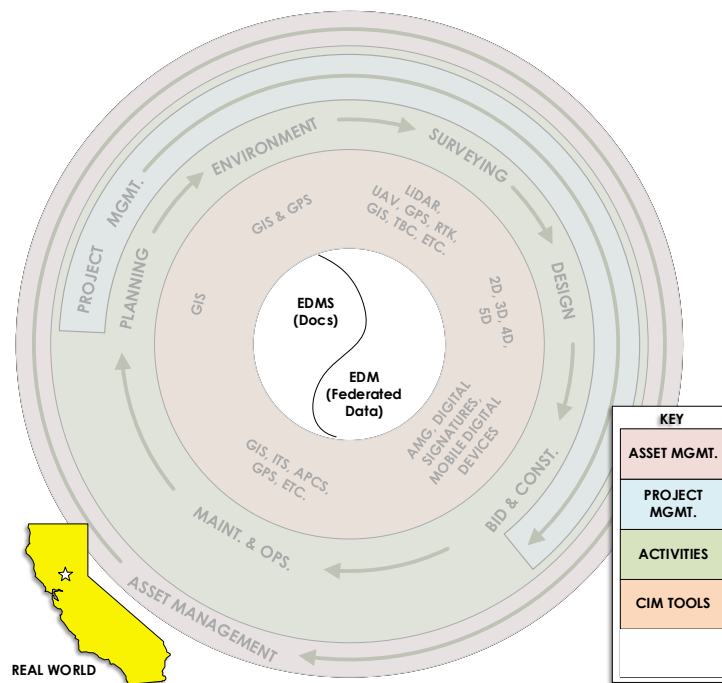 ENVIRONMENT
SURVEYING
PROJECT MGMT.
PLANNING
DESIGN
BID & CONST.
MAINT. & OPS.
ASSET MANAGEMENT
GIS & GPS
LiDAR,
UAV, GPS, RTK,
GIS, TBC, ETC.
GIS
2D, 3D, 4D,
5D
AMG, DIGITAL
SIGNATURES,
MOBILE DIGITAL
DEVICES
GIS, ITS, APCS,
GPS, ETC.
EDMS
(Docs)
EDM
(Federated
Data)
KEY
ASSET MGMT.
PROJECT
MGMT.
ACTIVITIES
CIM TOOLS
REAL WORLD